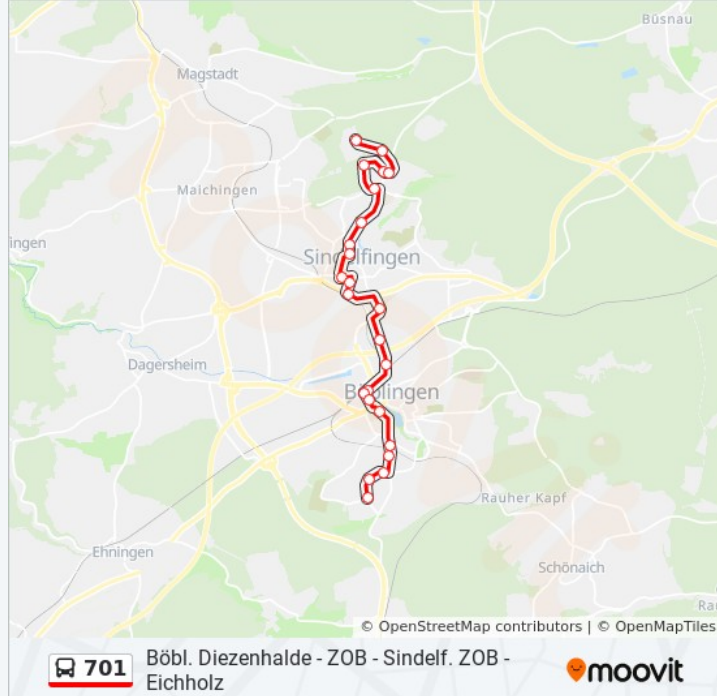 Büsnau
Magstadt
Maichingen
ingen
Sindelfingen
Dagersheim
Böblingen
Rauher Kapf
Ehningen
Schönaich
Ra
© OpenStreetMap contributors | © OpenMapTiles
701 Böbl. Diezenhalde - ZOB - Sindelf. ZOB -
Eichholz
moovit